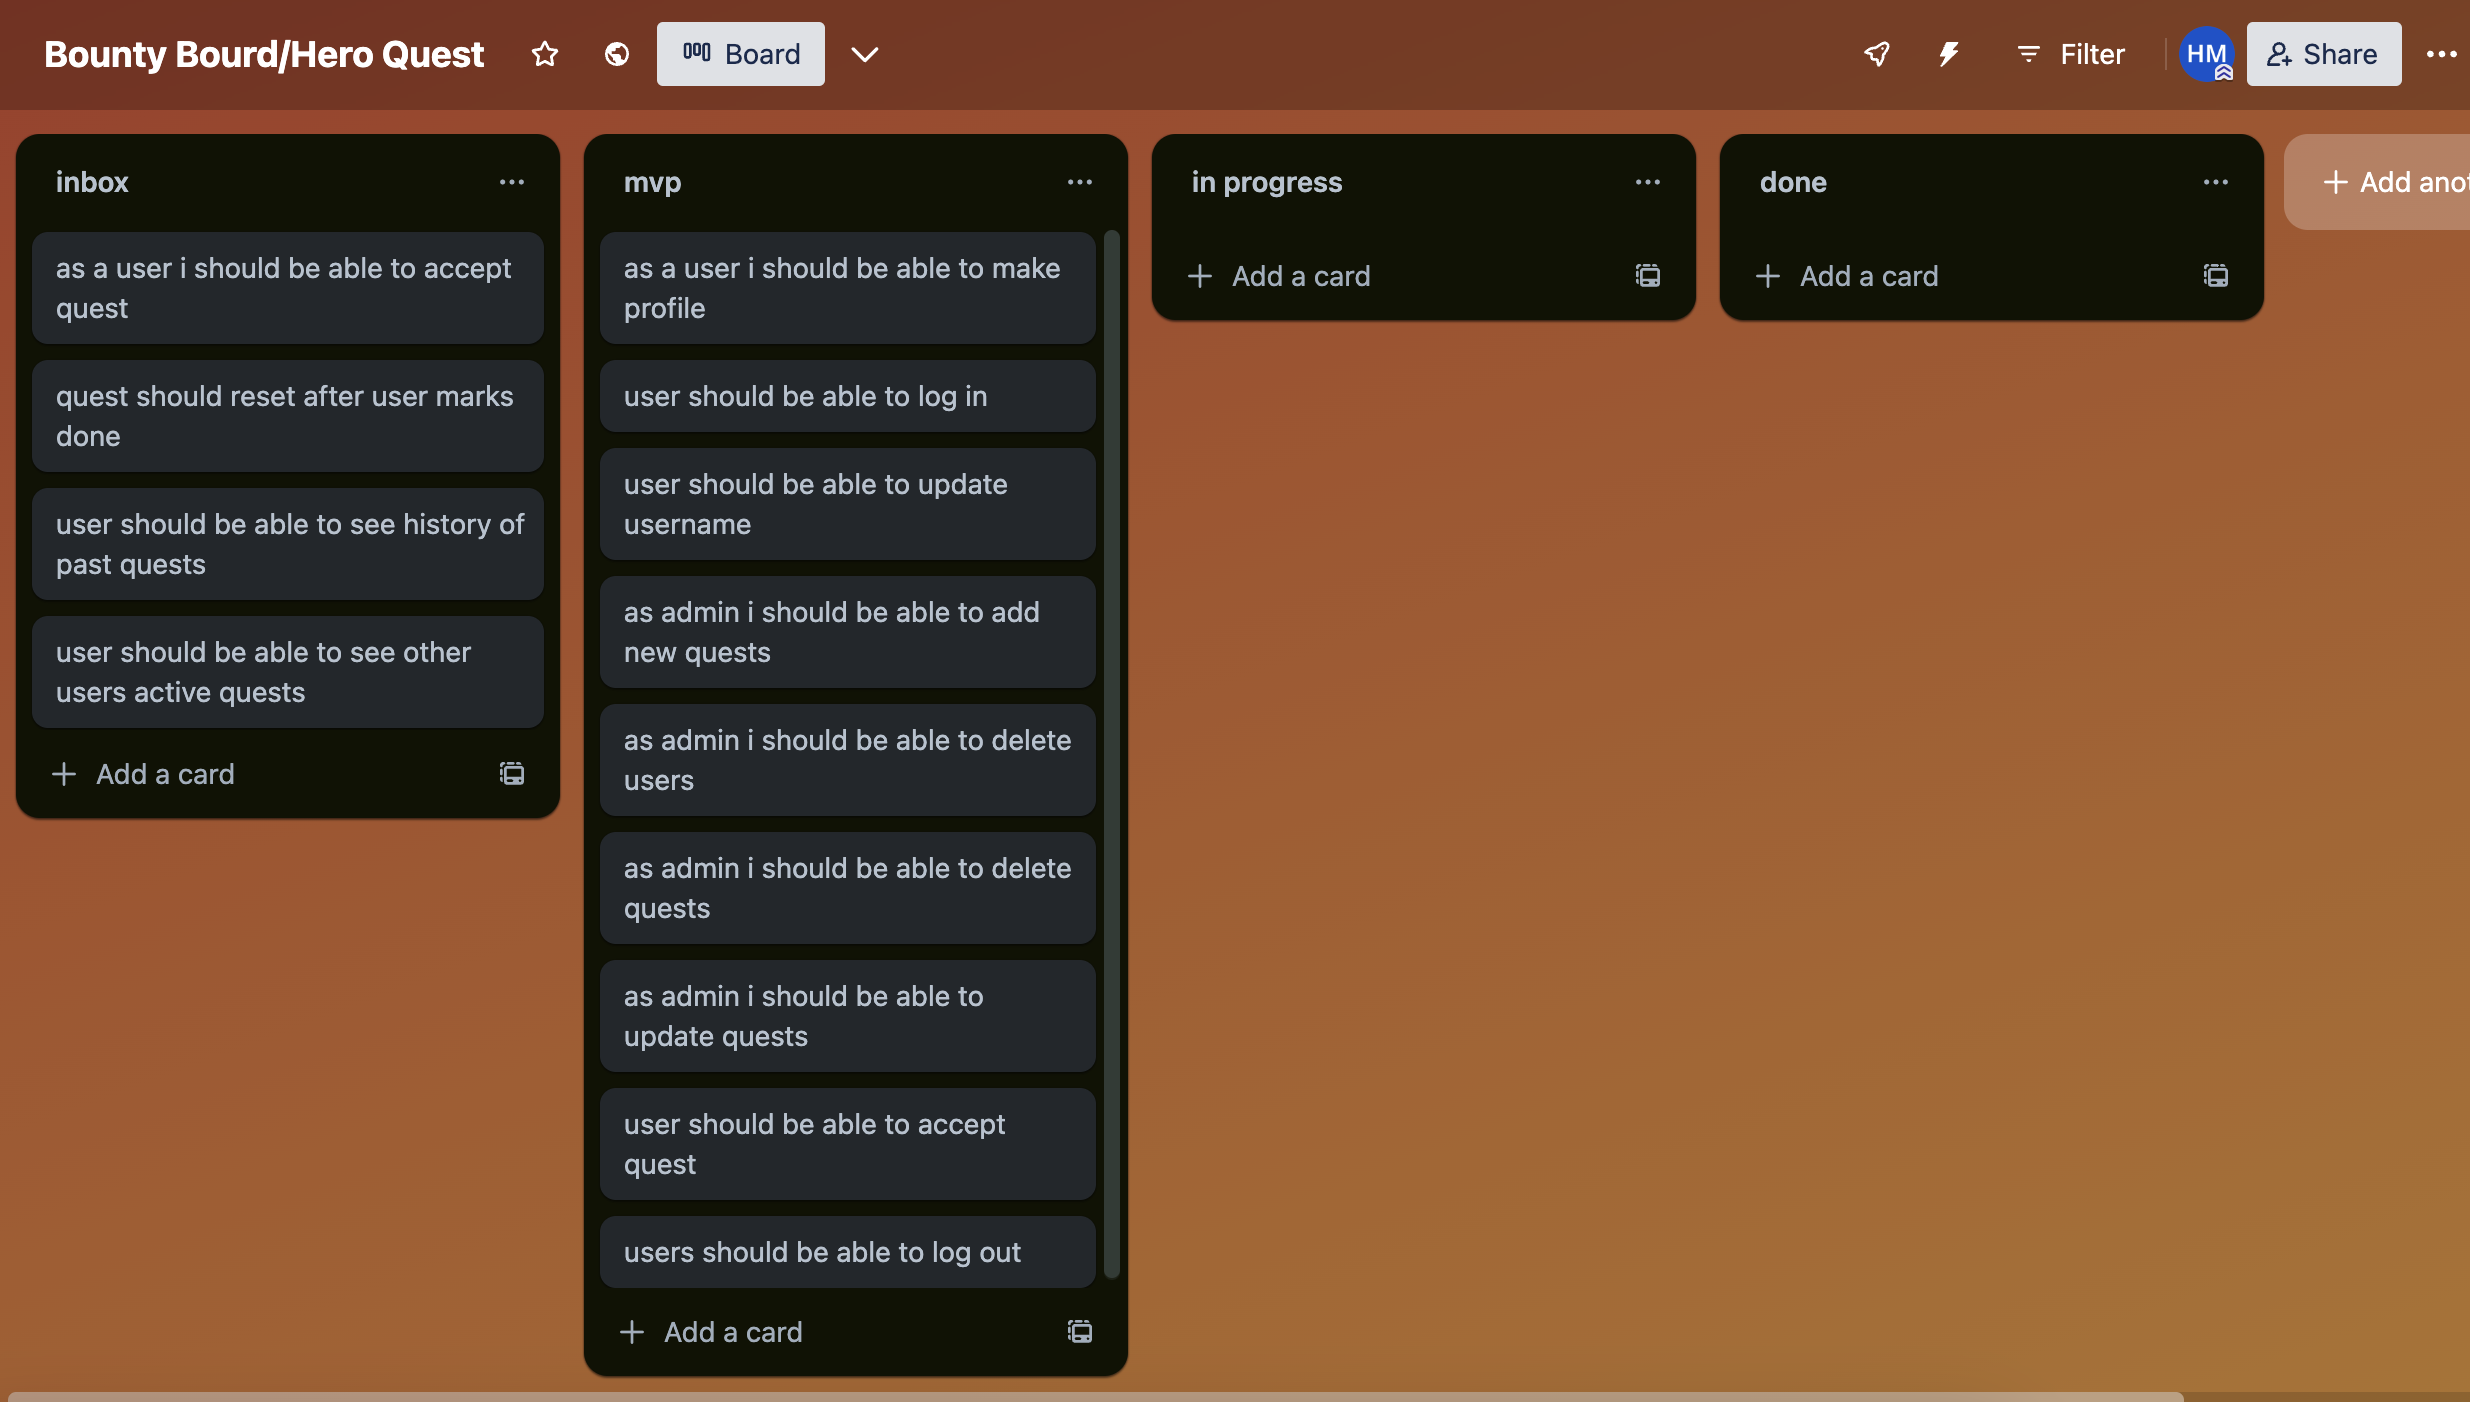 Bounty Bourd/Hero Quest Board Filter HM Share
inbox
as a user i should be able to accept
quest
quest should reset after user marks
done
user should be able to see history of
past quests
user should be able to see other
users active quests
Add a card
mvp
as a user i should be able to make
profile
user should be able to log in
user should be able to update
username
as admin i should be able to add
new quests
as admin i should be able to delete
users
as admin i should be able to delete
quests
as admin i should be able to
update quests
user should be able to accept
quest
users should be able to log out
Add a card
in progress
Add a card
done
Add a card
Add anot